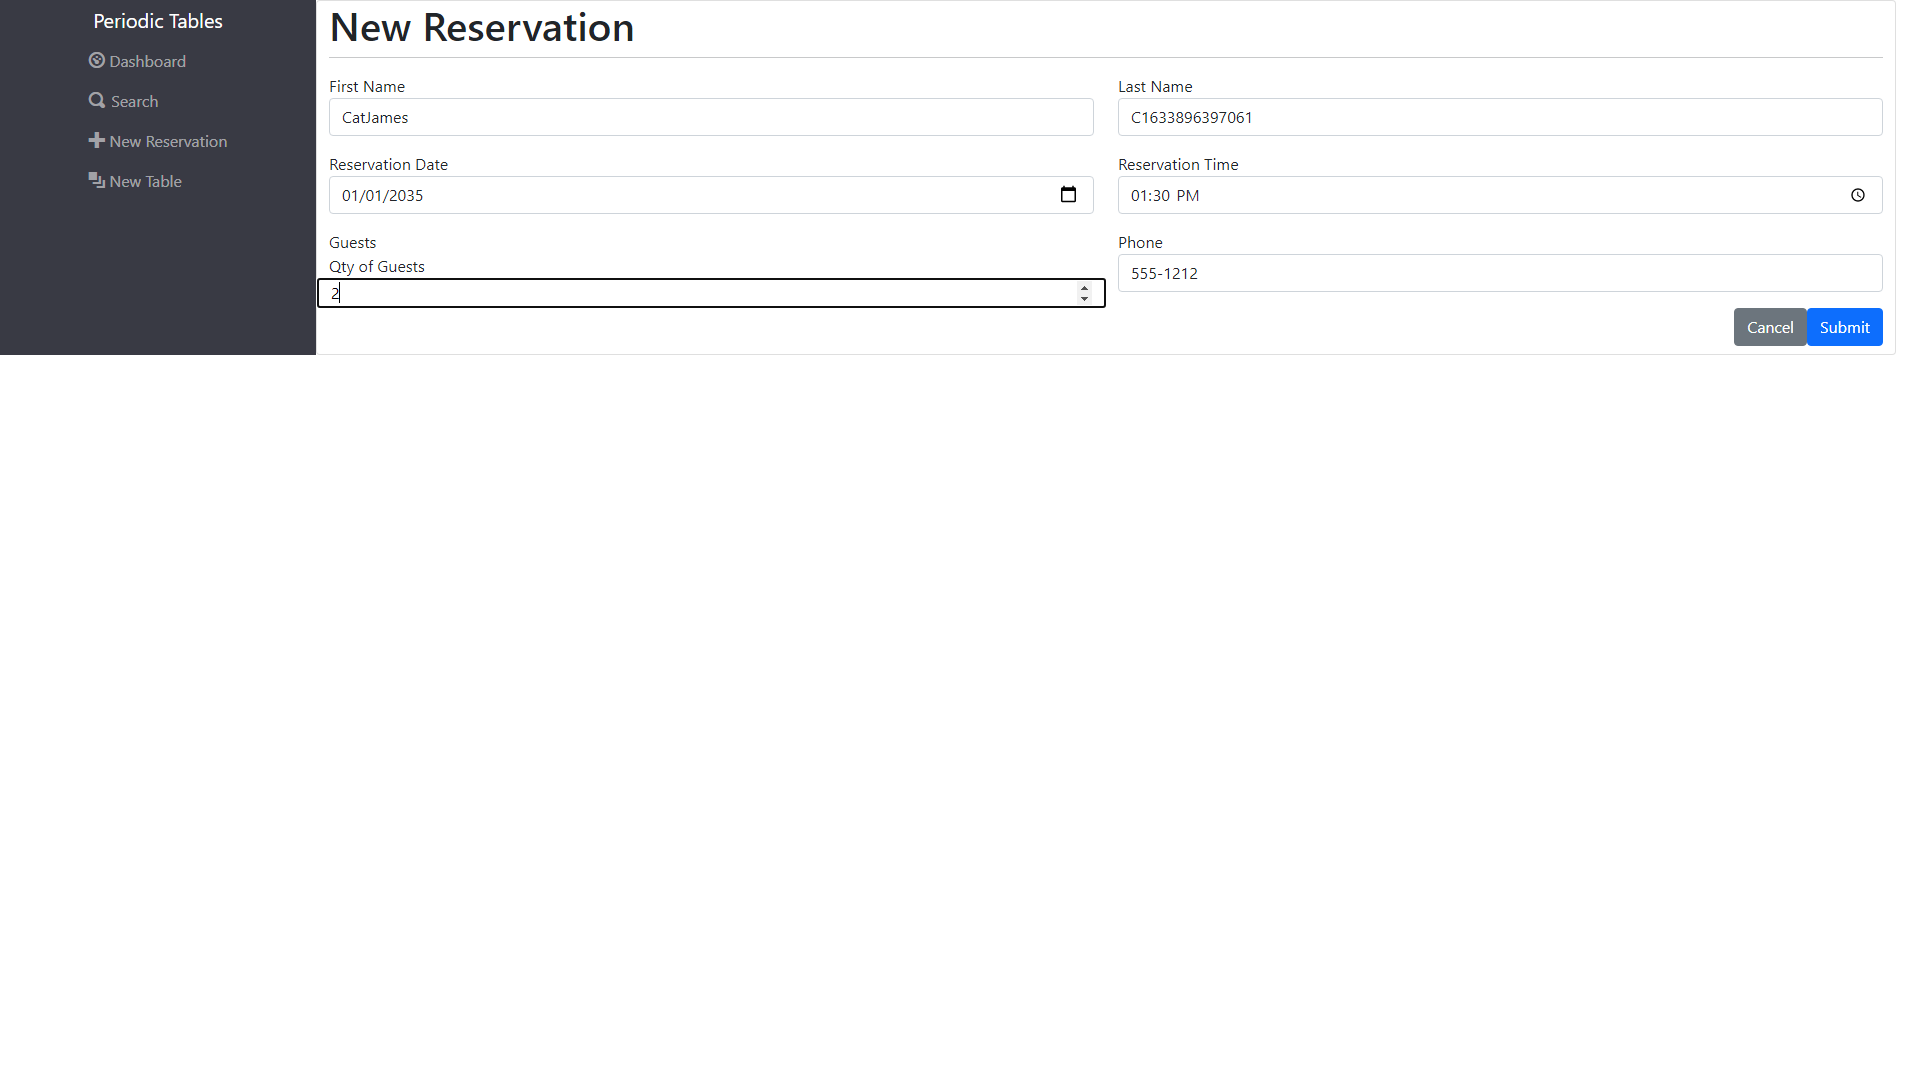 Periodic Tables
Dashboard
Search
New Reservation
New Table
New Reservation
First Name
CatJames
Last Name
C1633896397061
Reservation Date
01/01/2035
Reservation Time
01:30 PM
Guests
Qty of Guests
2
Phone
555-1212
Cancel
Submit